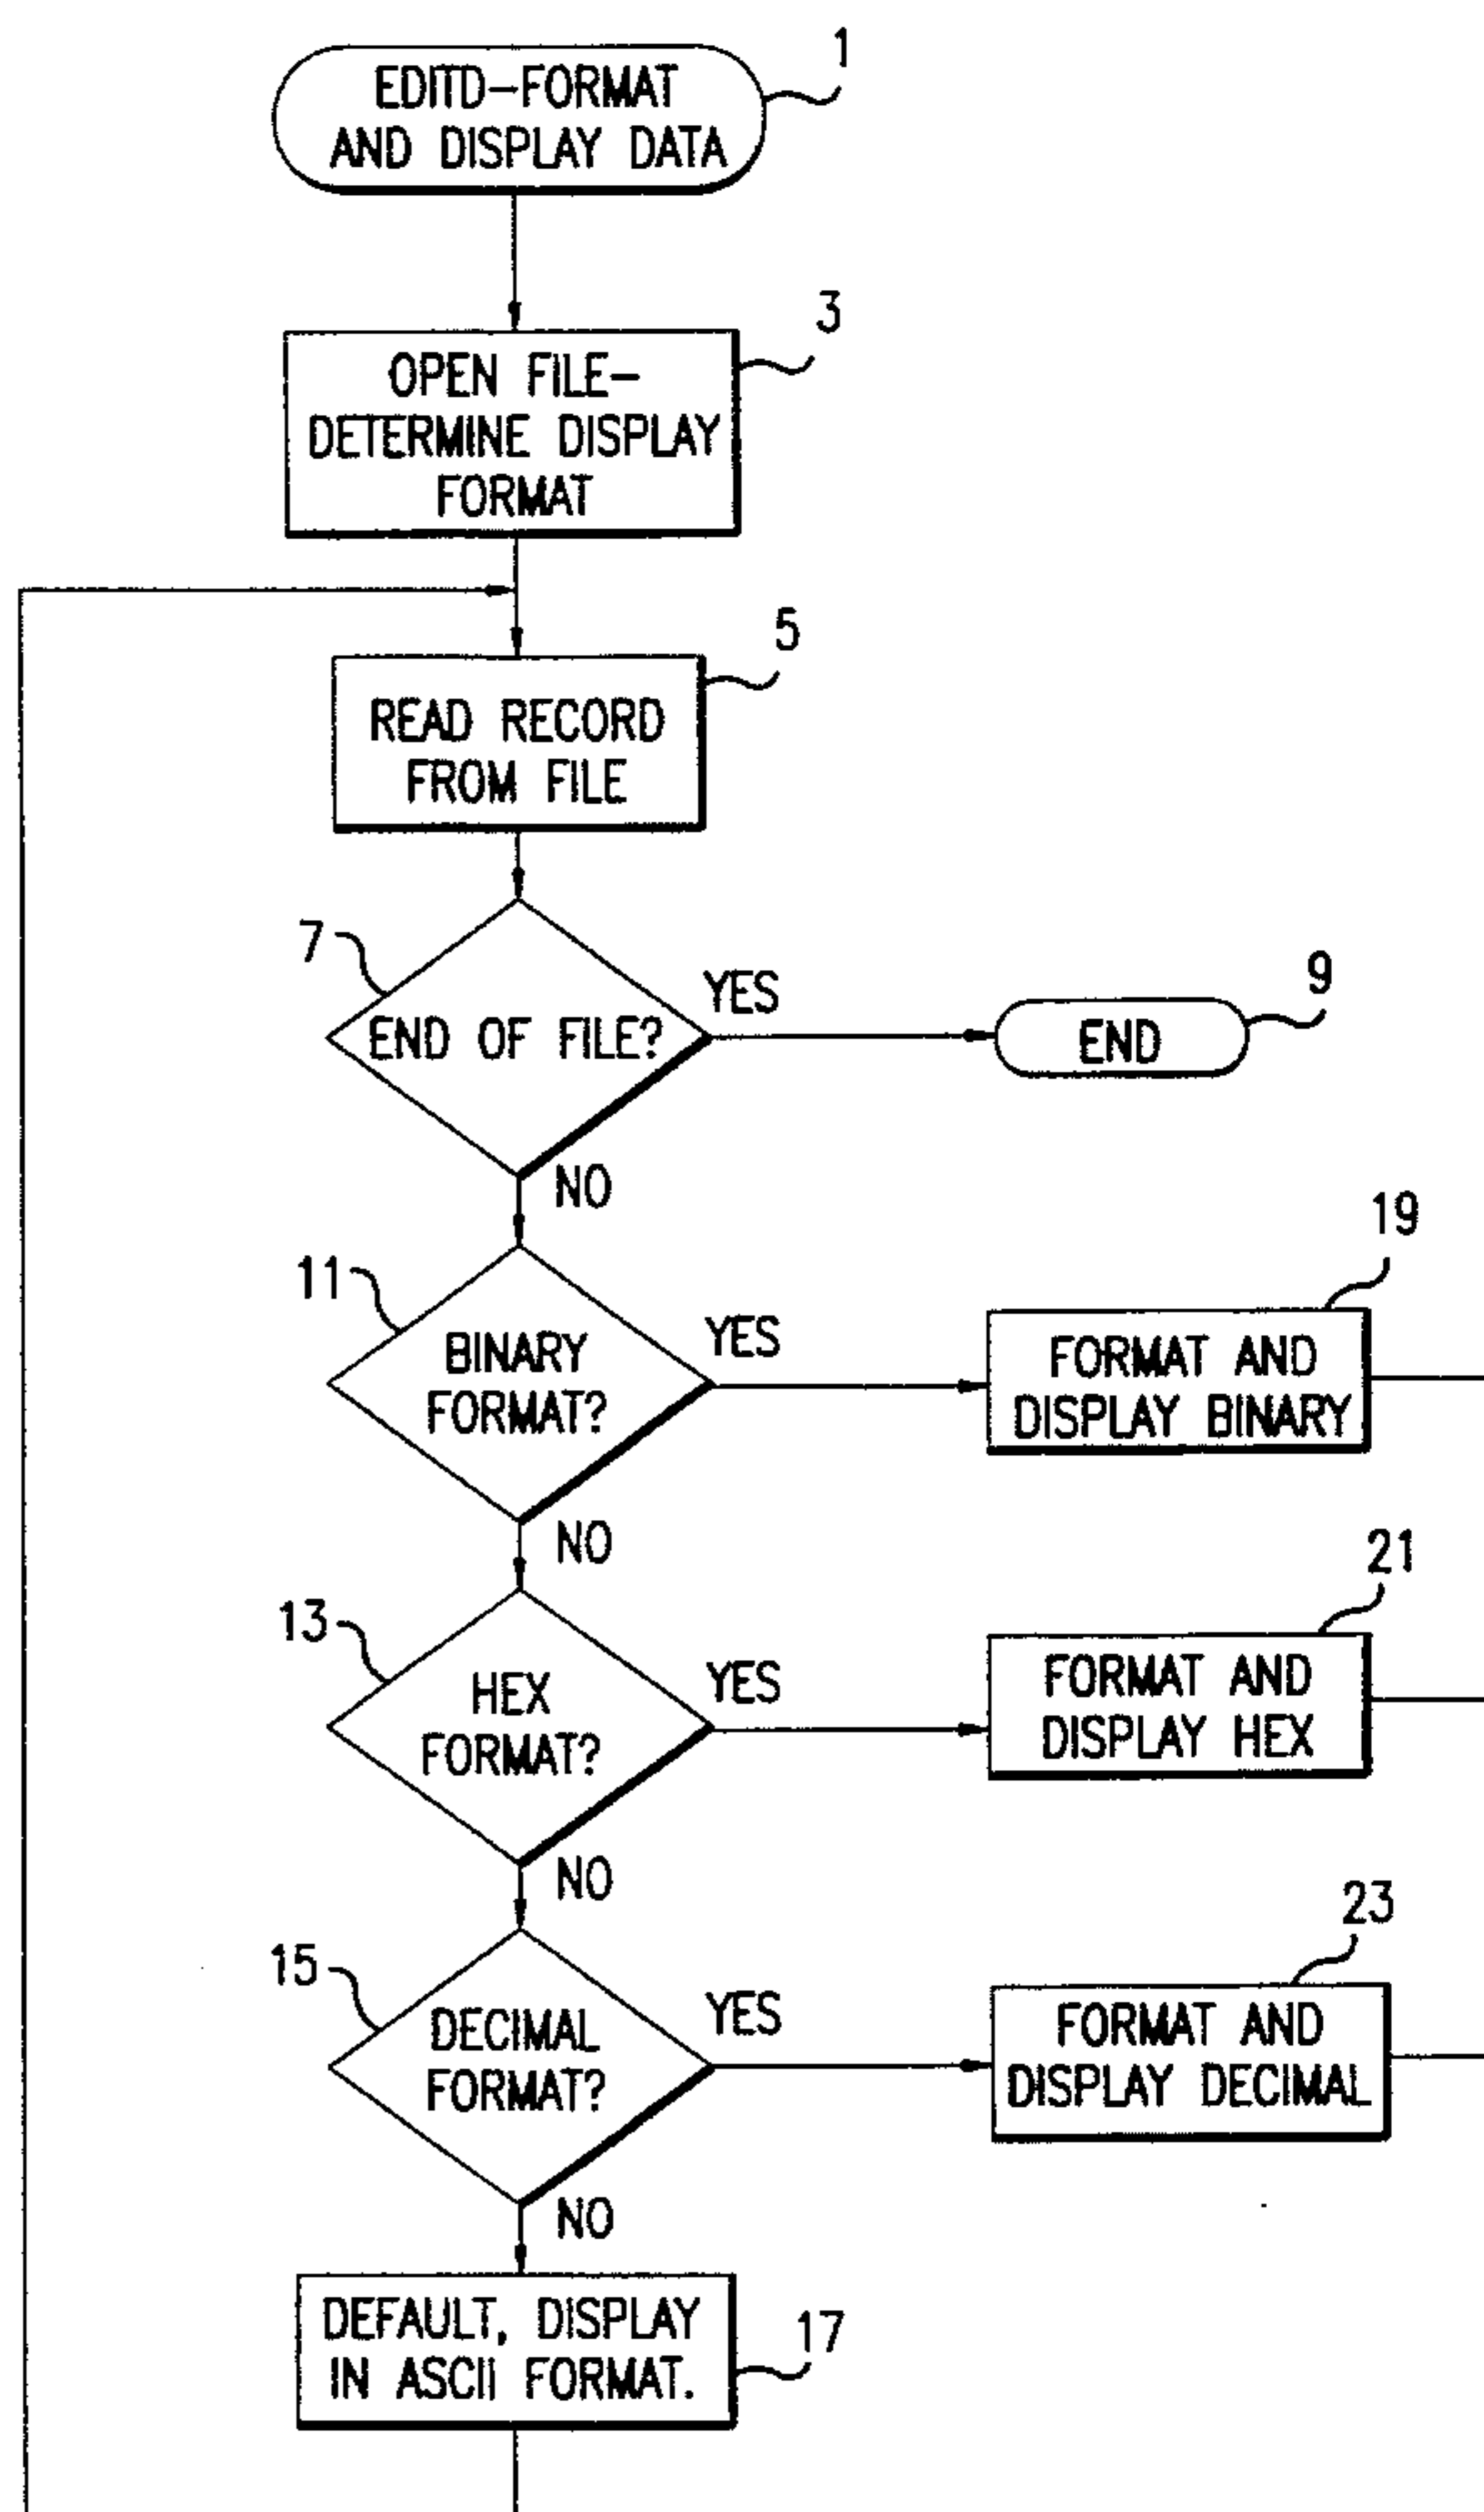 1
EDITD-FORMAT
AND DISPLAY DATA
3
OPEN FILE-
DETERMINE DISPLAY
FORMAT
5
READ RECORD
FROM FILE
7
END OF FILE?
YES
9
END
NO
11
BINARY
FORMAT?
YES
19
FORMAT AND
DISPLAY BINARY
NO
13
HEX
FORMAT?
YES
21
FORMAT AND
DISPLAY HEX
NO
15
DECIMAL
FORMAT?
YES
23
FORMAT AND
DISPLAY DECIMAL
NO
DEFAULT, DISPLAY
IN ASCII FORMAT.
17